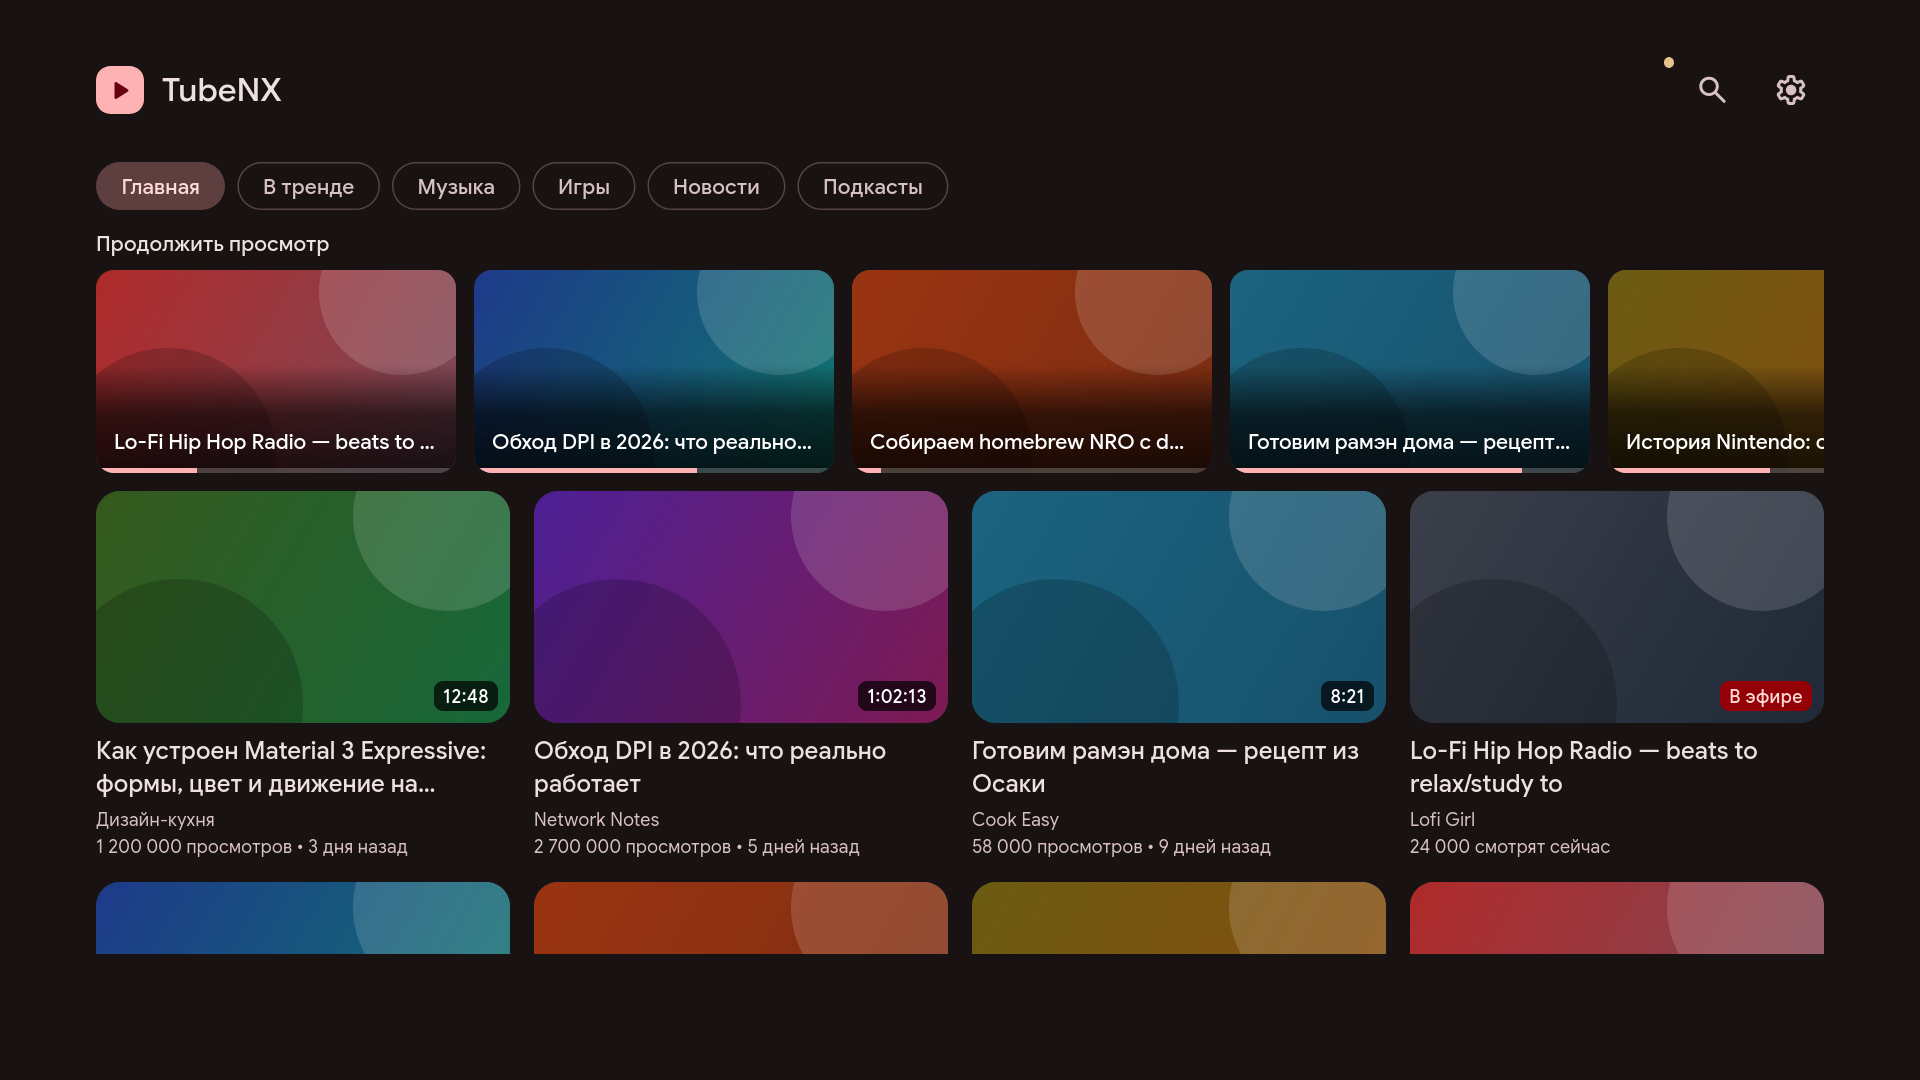 TubeNX
Главная
В тренде
Музыка
Игры
Новости
Подкасты
Продолжить просмотр
Lo-Fi Hip Hop Radio — beats to ...
Обход DPI в 2026: что реально...
Собираем homebrew NRO с d...
Готовим рамэн дома — рецепт...
История Nintendo: о
12:48
1:02:13
8:21
В эфире
Как устроен Material 3 Expressive:
формы, цвет и движение на...
Обход DPI в 2026: что реально
работает
Готовим рамэн дома — рецепт из
Осаки
Lo-Fi Hip Hop Radio — beats to
relax/study to
Дизайн-кухня
Network Notes
Cook Easy
Lofi Girl
1 200 000 просмотров • 3 дня назад
2 700 000 просмотров • 5 дней назад
58 000 просмотров • 9 дней назад
24 000 смотрят сейчас